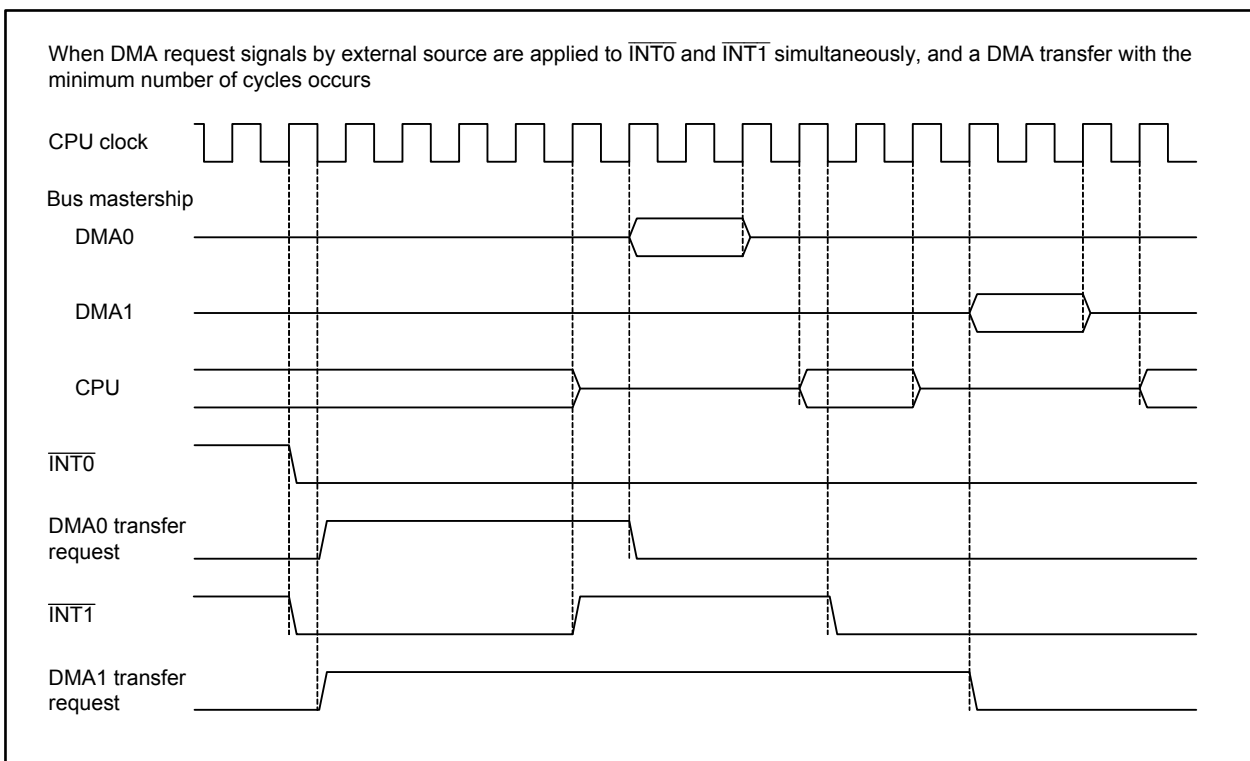 When DMA request signals by external source are applied to INT0 and INT1 simultaneously, and a DMA transfer with the
minimum number of cycles occurs
CPU clock
Bus mastership
DMA0
DMA1
CPU
INT0
DMA0 transfer
request
INT1
DMA1 transfer
request